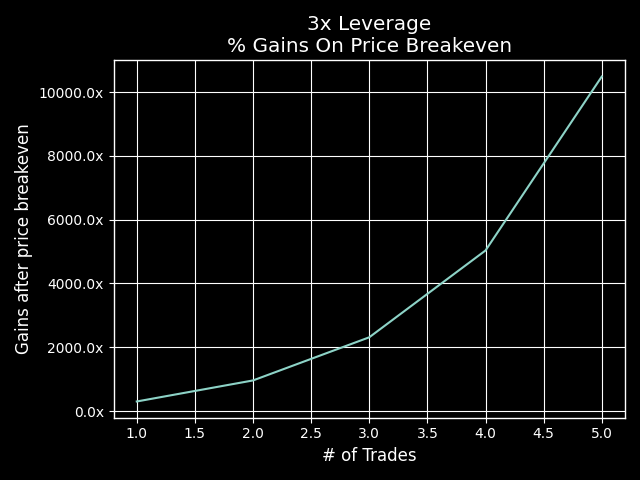 3x Leverage
% Gains On Price Breakeven
Gains after price breakeven
10000.0x
8000.0x
6000.0x
4000.0x
2000.0x
0.0x
1.0 1.5 2.0 2.5 3.0 3.5 4.0 4.5 5.0
# of Trades